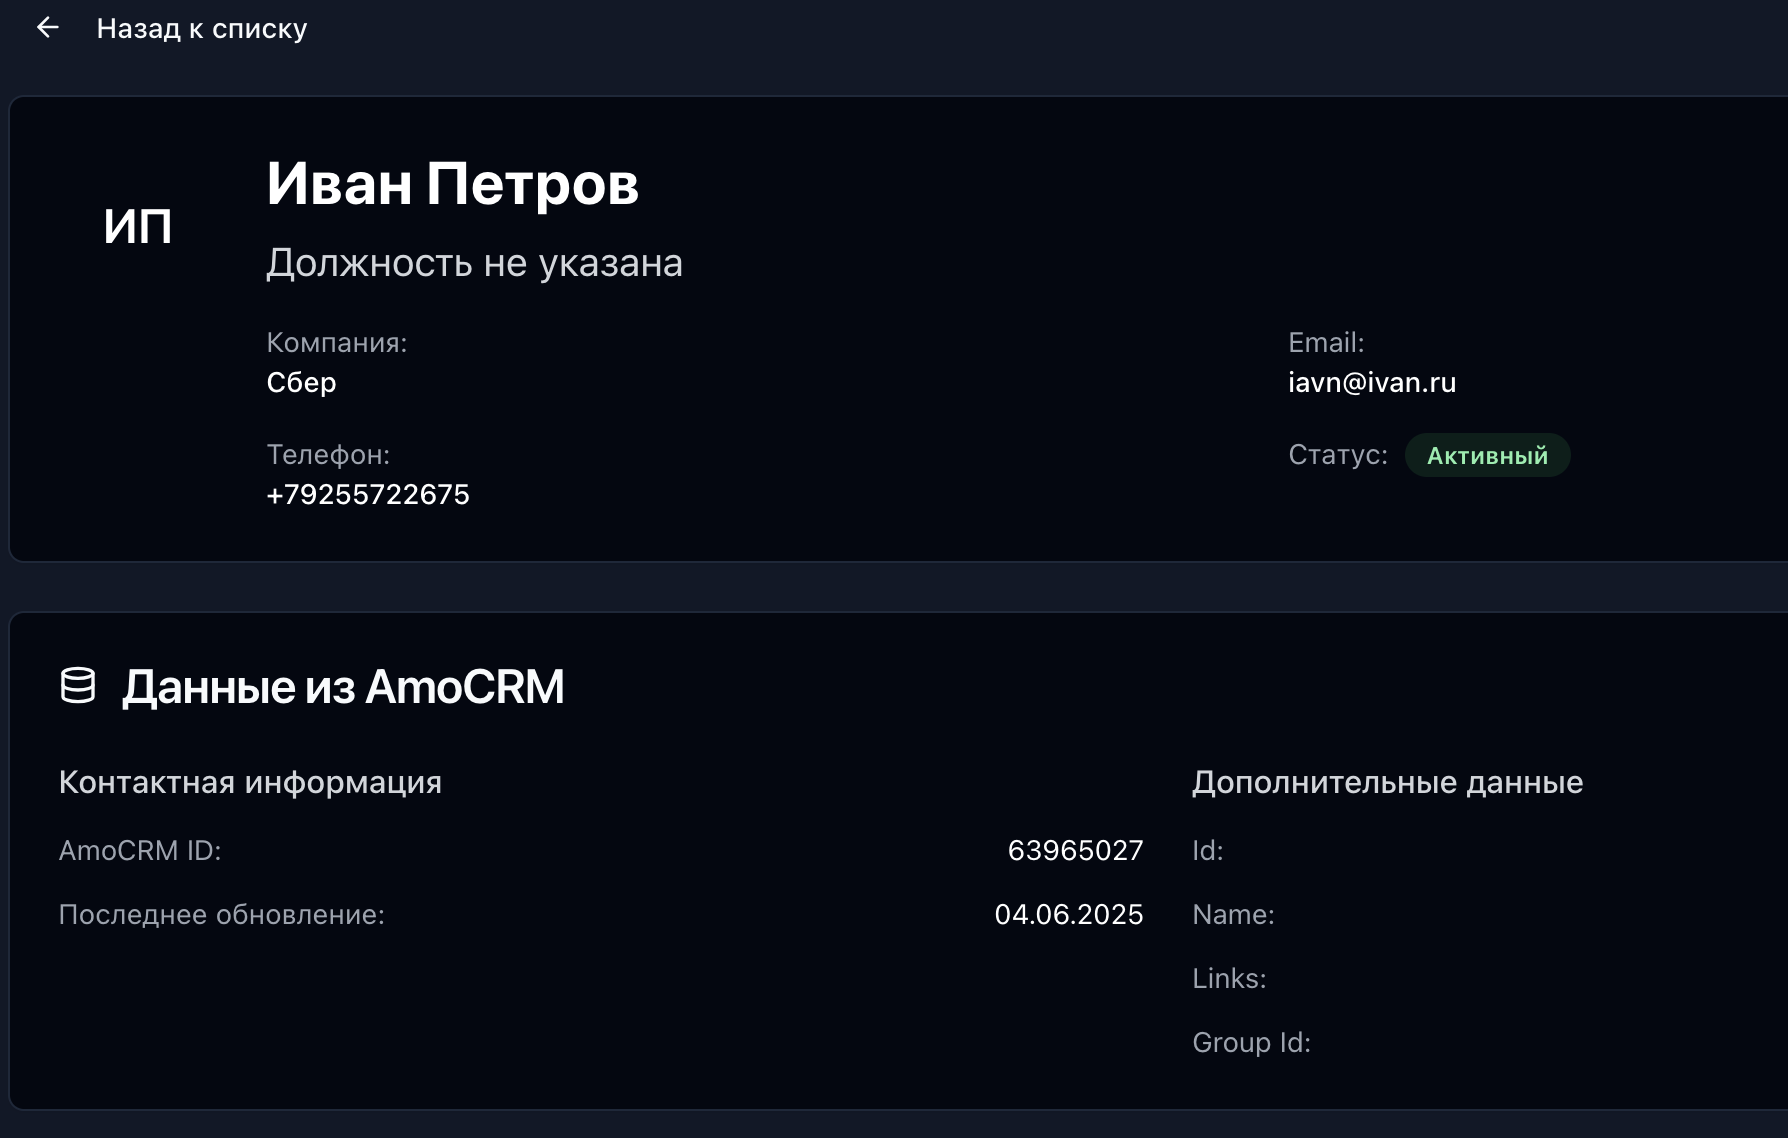 Назад к списку
ИП
Иван Петров
Должность не указана
Компания:
Сбер
Email:
iavn@ivan.ru
Телефон:
+79255722675
Статус: Активный
Данные из AmoCRM
Контактная информация
AmoCRM ID: 63965027
Последнее обновление: 04.06.2025
Дополнительные данные
Id:
Name:
Links:
Group Id: